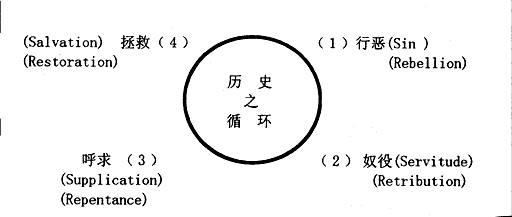 (Salvation) 拯救(4)
(Restoration)
(1)行恶(Sin )
(Rebellion)
历 史
之
循 环
呼求 (3)
(Supplication)
(Repentance)
(2) 奴役(Servitude)
(Retribution)